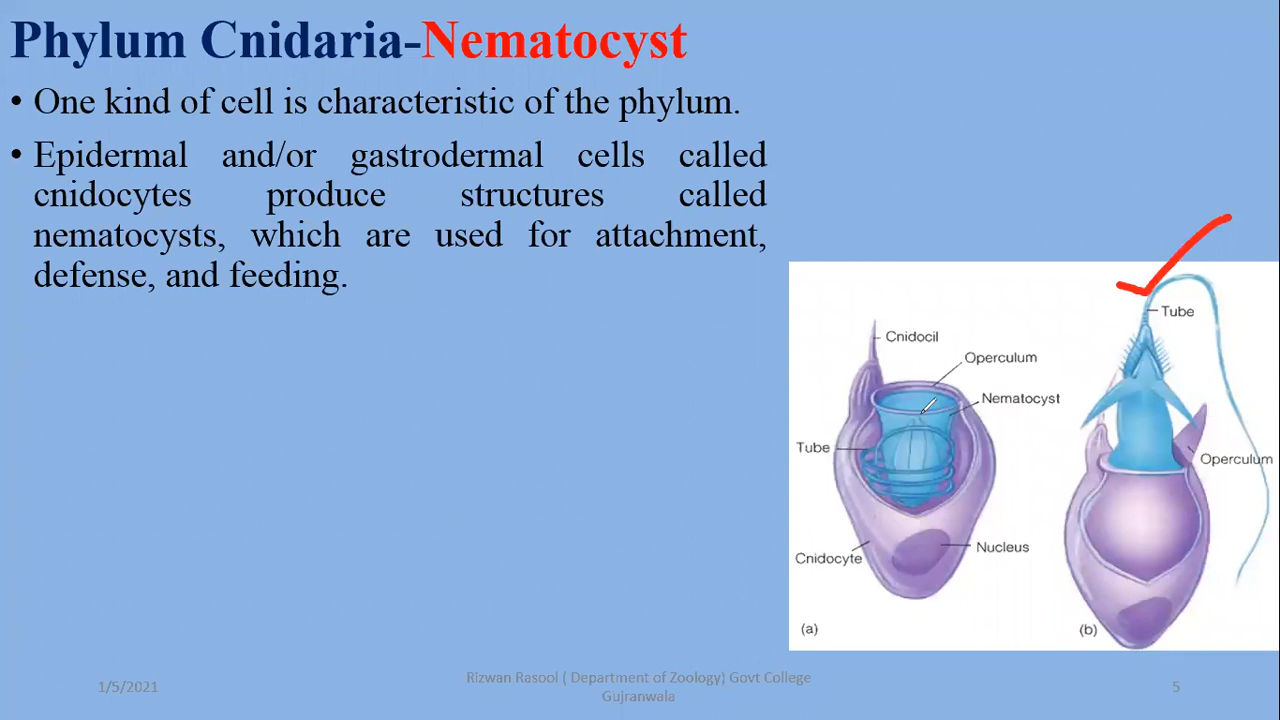 Phylum Cnidaria-Nematocyst
• One kind of cell is characteristic of the phylum.
• Epidermal and/or gastrodermal cells called
cnidocytes produce structures called
nematocysts, which are used for attachment,
defense, and feeding.
Tube
Cnidocil
Operculum
Nematocyst
Tube
Operculum
Cnidocyte
Nucleus
(a)
(b)
1/5/2021
Rizwan Rasool ( Department of Zoology) Govt College
Gujranwala
5